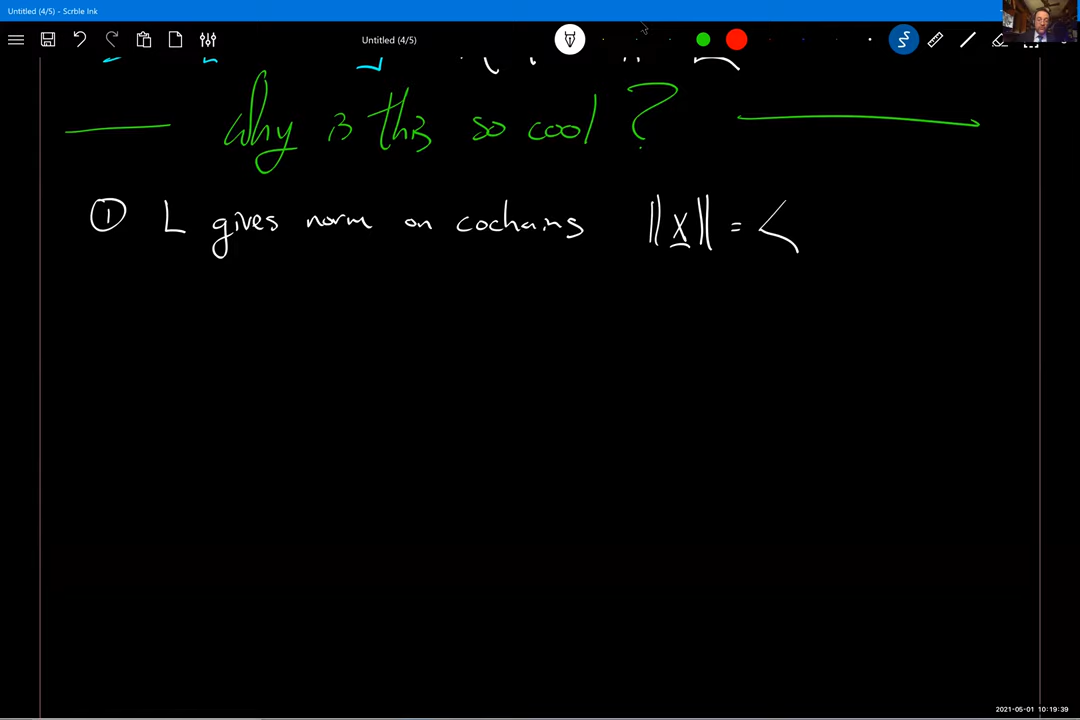 Untitled (4/5) - Scrble Ink
Untitled (4/5)
why is this so cool ?
① L gives norm on cochains ||x|| = <
2021-05-01 10:19:39